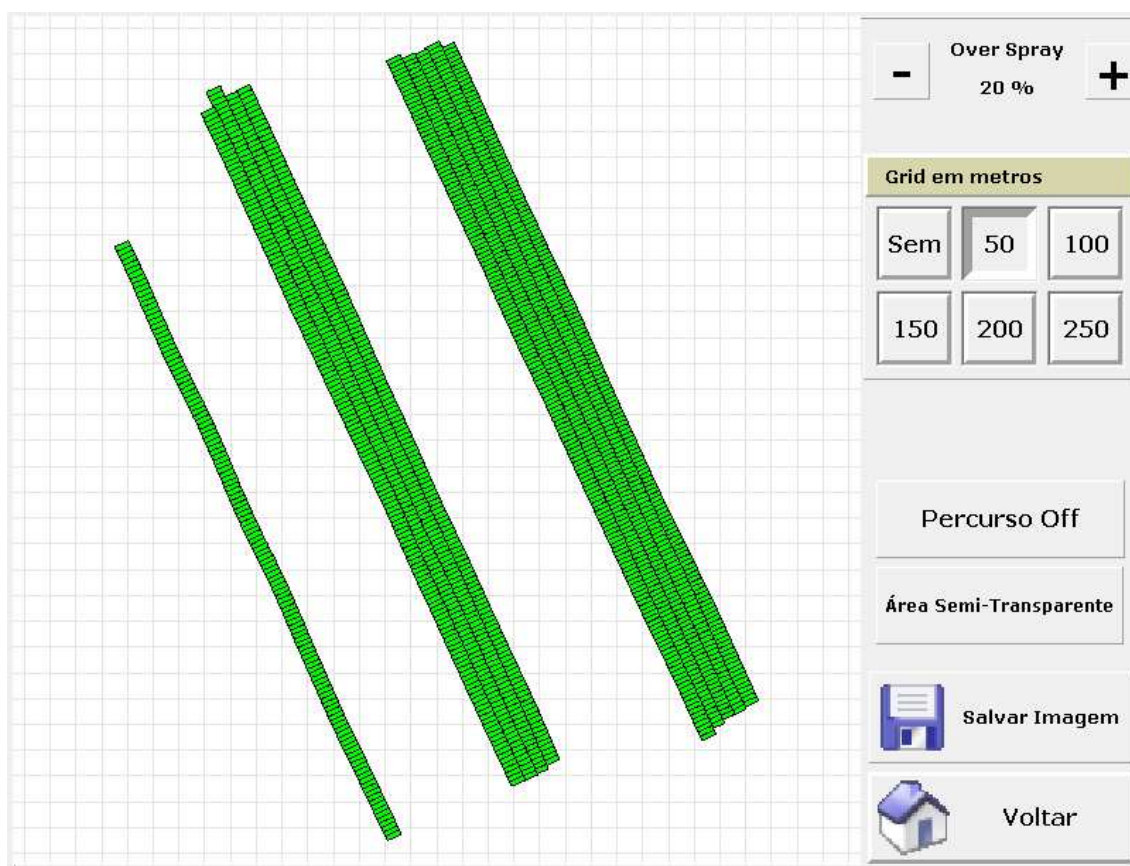 -
Over Spray
+
20 %
Grid em metros
Sem 50 100
150 200 250
Percurso Off
Área Semi-Transparente
Salvar Imagem
Voltar